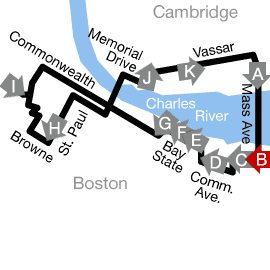 Cambridge
Commonwealth
Memorial
Drive
Vassar
J
K
A
I
Charles
River
Mass Ave
H
St. Paul
Browne
G
F
E
Bay
State
D
C
B
Comm.
Ave.
Boston